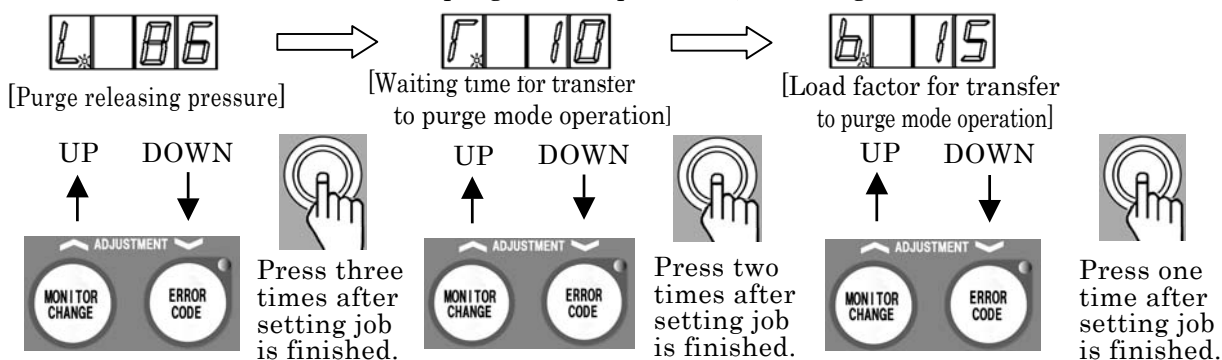 L. 86
T. 10
b. 15
[Purge releasing pressure]
[Waiting time for transfer
to purge mode operation]
[Load factor for transfer
to purge mode operation]
UP DOWN
UP DOWN
UP DOWN
ADJUSTMENT
MONITOR
CHANGE
ERROR
CODE
Press three
times after
setting job
is finished.
ADJUSTMENT
MONITOR
CHANGE
ERROR
CODE
Press two
times after
setting job
is finished.
ADJUSTMENT
MONITOR
CHANGE
ERROR
CODE
Press one
time after
setting job
is finished.